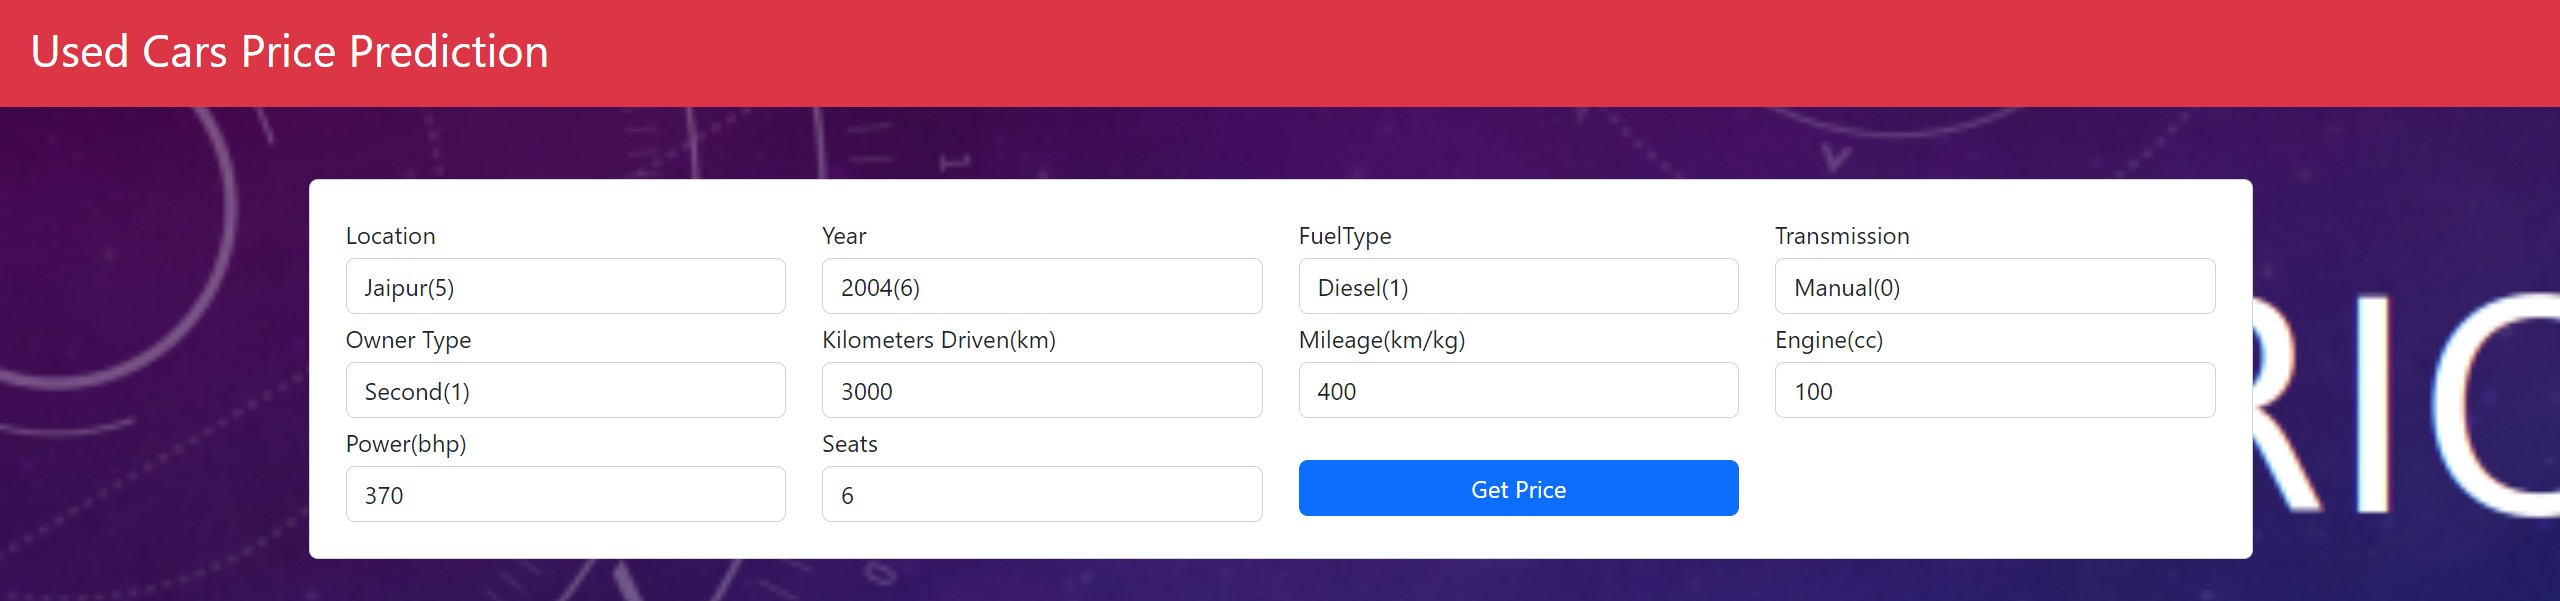 Used Cars Price Prediction
Location Year FuelType Transmission
Jaipur(5) 2004(6) Diesel(1) Manual(0)
Owner Type Kilometers Driven(km) Mileage(km/kg) Engine(cc)
Second(1) 3000 400 100
Power(bhp) Seats
370 6 Get Price